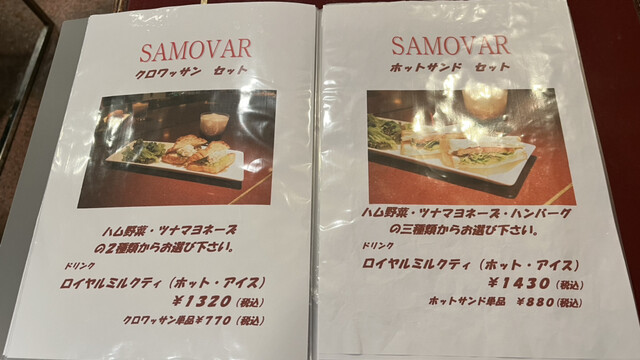 SAMOVAR
クロワッサン セット
ハム野菜・ツナマヨネーズ
の２種類からお選び下さい。
ドリンク
ロイヤルミルクティ（ホット・アイス）
￥１３２０（税込）
クロワッサン単品￥７７０（税込）
SAMOVAR
ホットサンド セット
ハム野菜・ツナマヨネーズ・ハンバーグ
の三種類からお選び下さい。
ドリンク
ロイヤルミルクティ（ホット・アイス）
￥１４３０（税込）
ホットサンド単品 ￥８８０（税込）